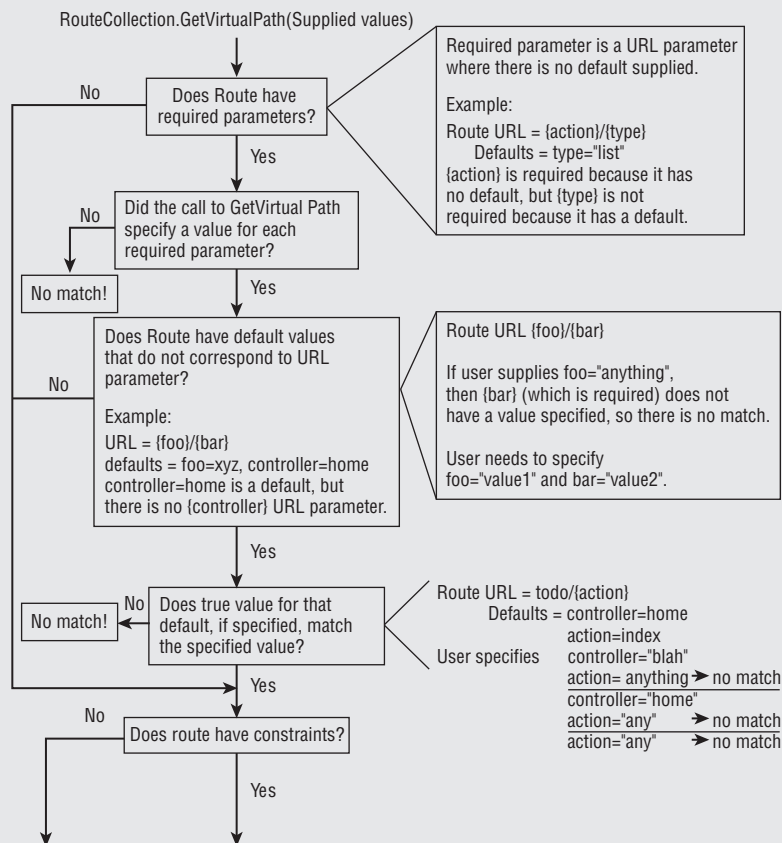 RouteCollection.GetVirtualPath(Supplied values)
No
Does Route have
required parameters?
Required parameter is a URL parameter
where there is no default supplied.
Example:
Route URL = {action}/{type}
Defaults = type="list"
{action} is required because it has
no default, but {type} is not
required because it has a default.
Yes
No
Did the call to GetVirtual Path
specify a value for each
required parameter?
No match!
Yes
No
Does Route have default values
that do not correspond to URL
parameter?
Example:
URL = {foo}/{bar}
defaults = foo=xyz, controller=home
controller=home is a default, but
there is no {controller} URL parameter.
Route URL {foo}/{bar}
If user supplies foo="anything",
then {bar} (which is required) does not
have a value specified, so there is no match.
User needs to specify
foo="value1" and bar="value2".
Yes
No match!
No
Does true value for that
default, if specified, match
the specified value?
Route URL = todo/{action}
Defaults = controller=home
action=index
User specifies controller="blah"
action= anything no match
controller="home"
action="any" no match
action="any" no match
Yes
No
Does route have constraints?
Yes